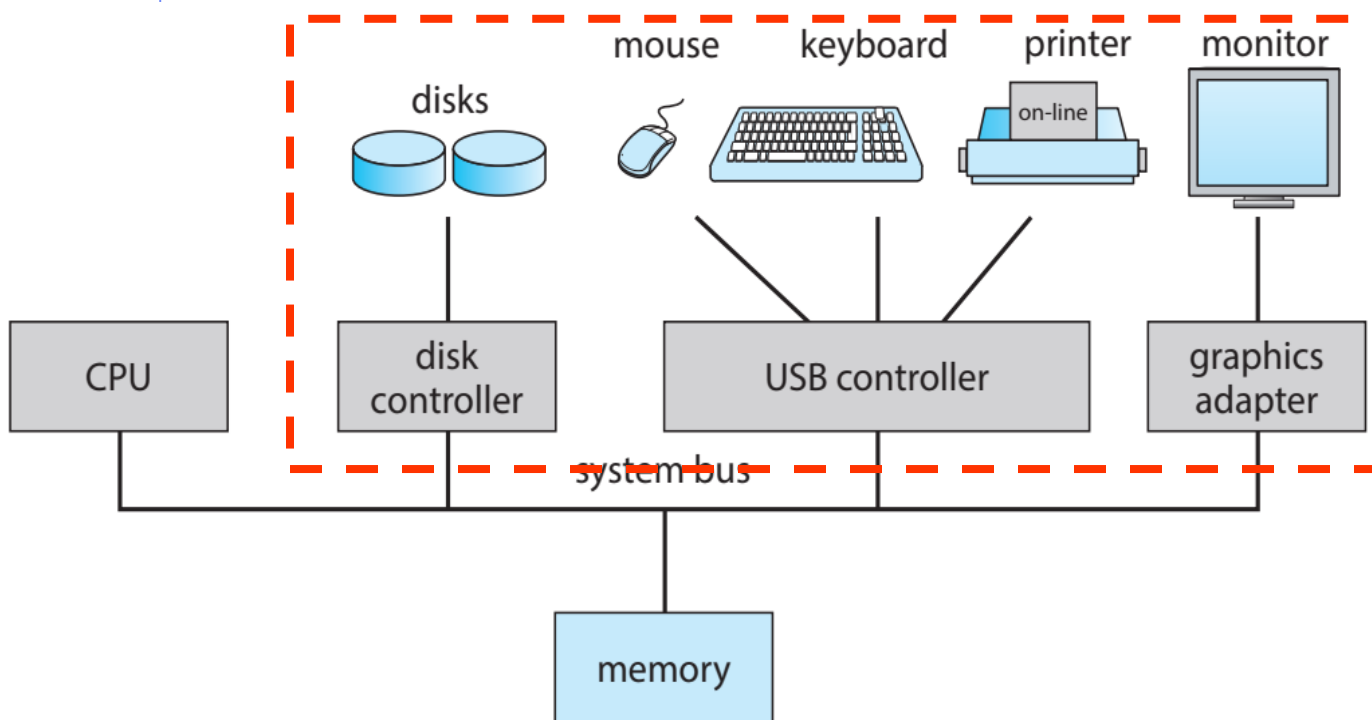 mouse keyboard printer monitor
disks
on-line
CPU
disk
controller
USB controller
graphics
adapter
system bus
memory